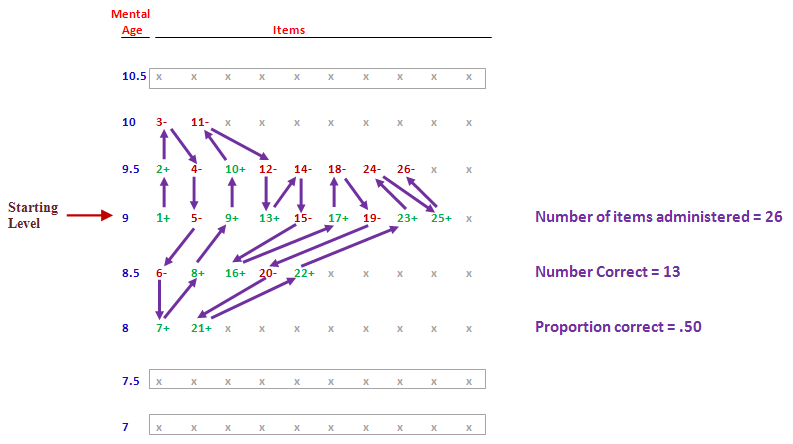 Mental
Age Items
10.5 x x x x x x x x x x
10 3- 11- x x x x x x x x
9.5 2+ 4- 10+ 12- 14- 18- 24- 26- x x
Starting
Level
9 1+ 5- 9+ 13+ 15- 17+ 19- 23+ 25+ x
Number of items administered = 26
8.5 6- 8+ 16+ 20- 22+ x x x x x
Number Correct = 13
8 7+ 21+ x x x x x x x x
Proportion correct = .50
7.5 x x x x x x x x x x
7 x x x x x x x x x x